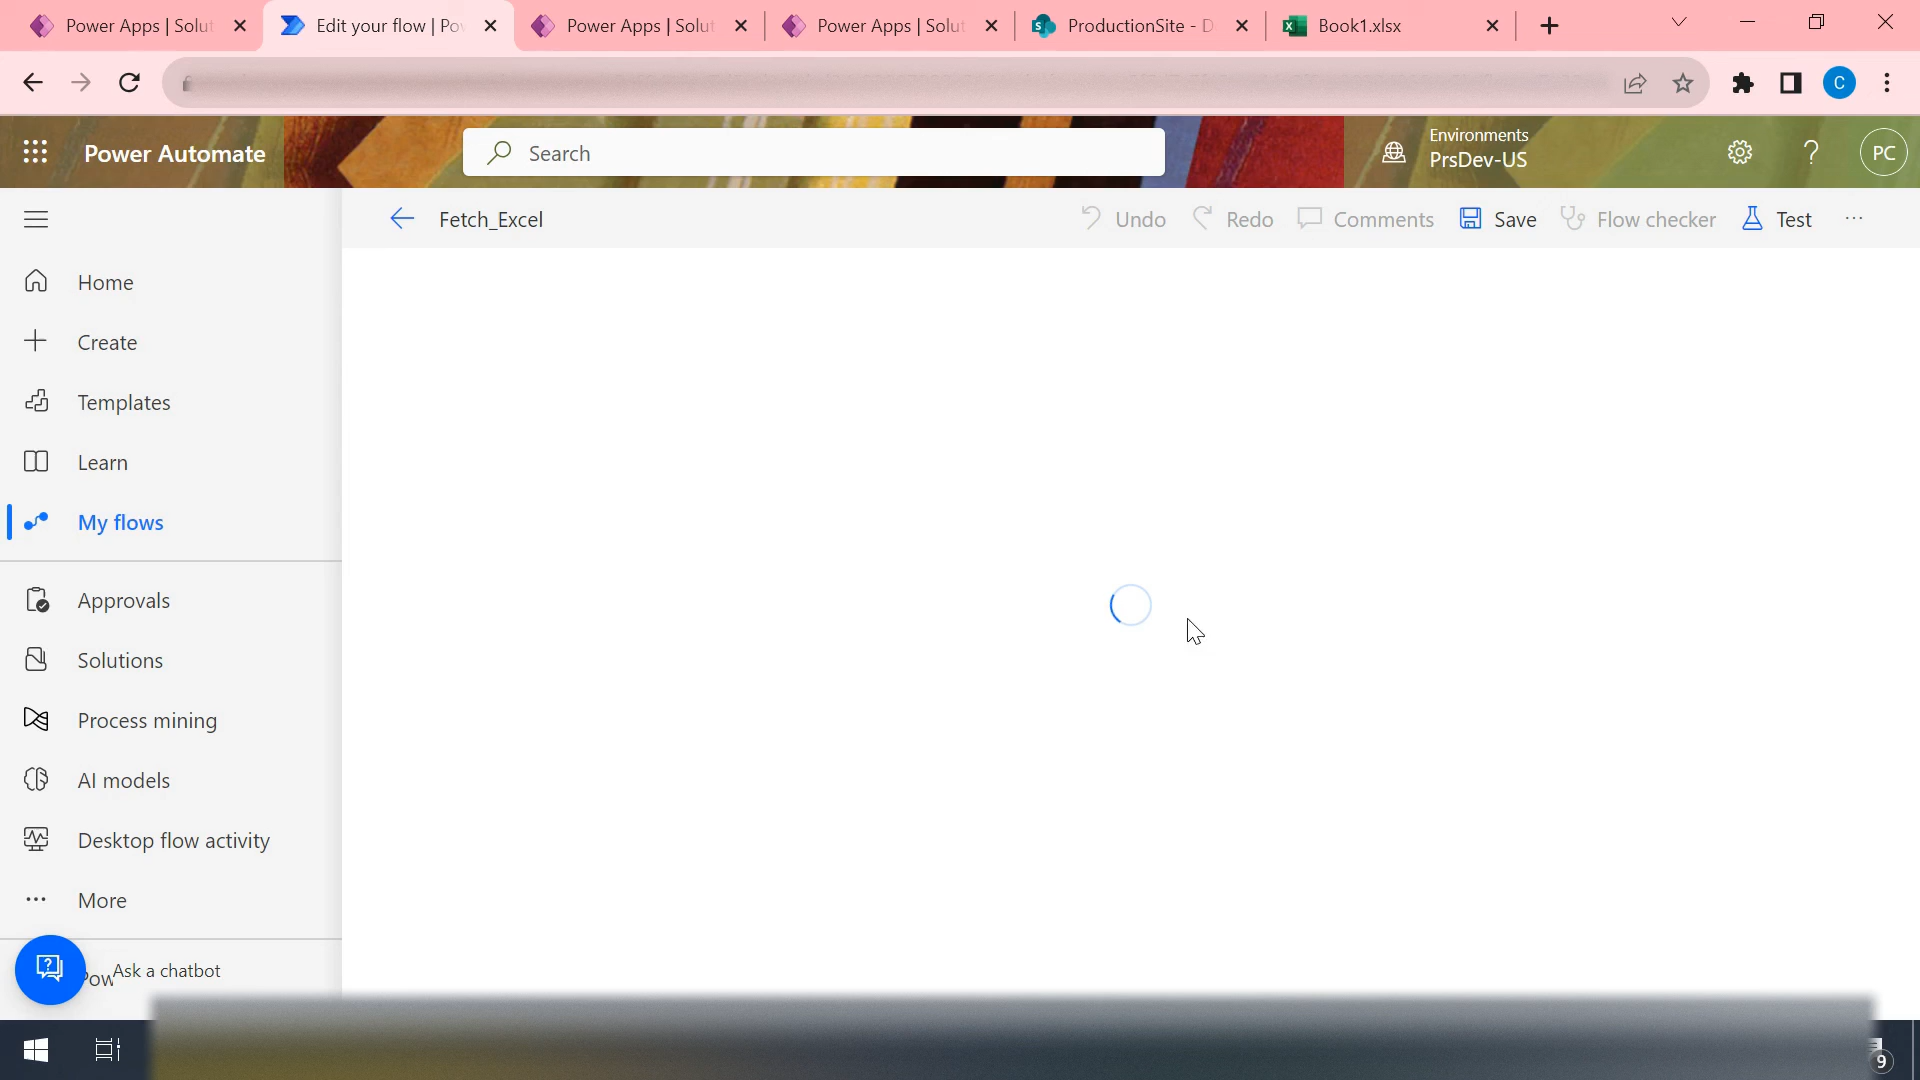 Power Apps | Solut
Edit your flow | Pov
Power Apps | Solut
Power Apps | Solut
ProductionSite - D
Book1.xlsx
C
Power Automate
Search
Environments
PrsDev-US
?
PC
Fetch_Excel
Undo
Redo
Comments
Save
Flow checker
Test
...
Home
Create
Templates
Learn
My flows
Approvals
Solutions
Process mining
AI models
Desktop flow activity
More
Pow
Ask a chatbot
9